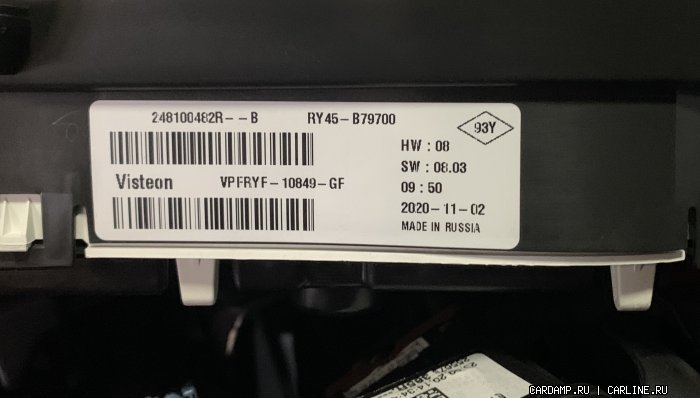 248100482R--B RY45-B79700
93Y
HW : 08
SW : 08.03
Visteon VPFRYF-10849-GF
09 : 50
2020-11-02
MADE IN RUSSIA
CARDAMP.RU | CARLINE.RU